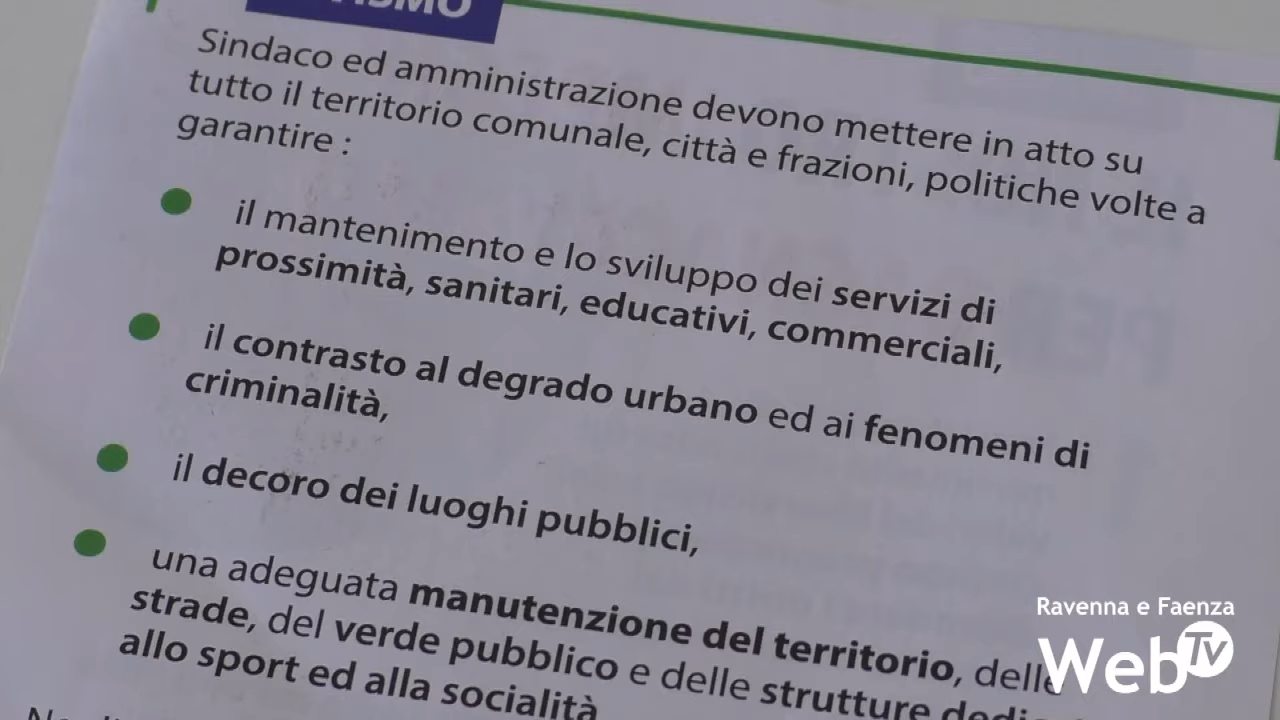 Sindaco ed amministrazione devono mettere in atto su
tutto il territorio comunale, città e frazioni, politiche volte a
garantire :
il mantenimento e lo sviluppo dei servizi di
prossimità, sanitari, educativi, commerciali,
il contrasto al degrado urbano ed ai fenomeni di
criminalità,
il decoro dei luoghi pubblici,
una adeguata manutenzione del territorio, delle
strade, del verde pubblico e delle strutture
allo sport ed alla socialità
Ravenna e Faenza
Web Tv